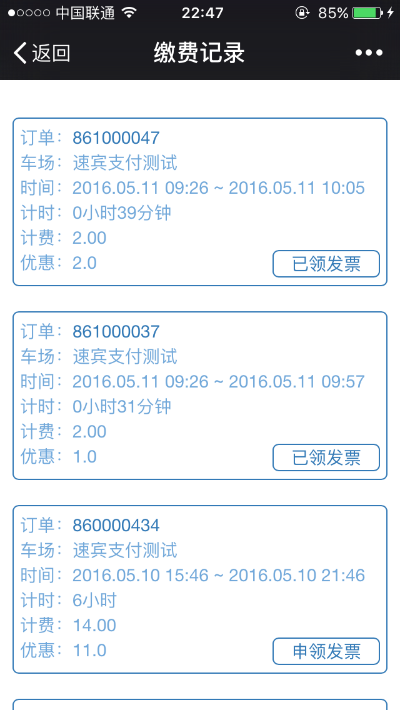 中国联通 22:47 85%
返回 缴费记录
订单：861000047
车场：速宾支付测试
时间：2016.05.11 09:26 ~ 2016.05.11 10:05
计时：0小时39分钟
计费：2.00
优惠：2.0 已领发票
订单：861000037
车场：速宾支付测试
时间：2016.05.11 09:26 ~ 2016.05.11 09:57
计时：0小时31分钟
计费：2.00
优惠：1.0 已领发票
订单：860000434
车场：速宾支付测试
时间：2016.05.10 15:46 ~ 2016.05.10 21:46
计时：6小时
计费：14.00
优惠：11.0 申领发票